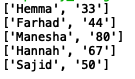 ['Hemma', '33']
['Farhad', '44']
['Manesha', '80']
['Hannah', '67']
['Sajid', '50']